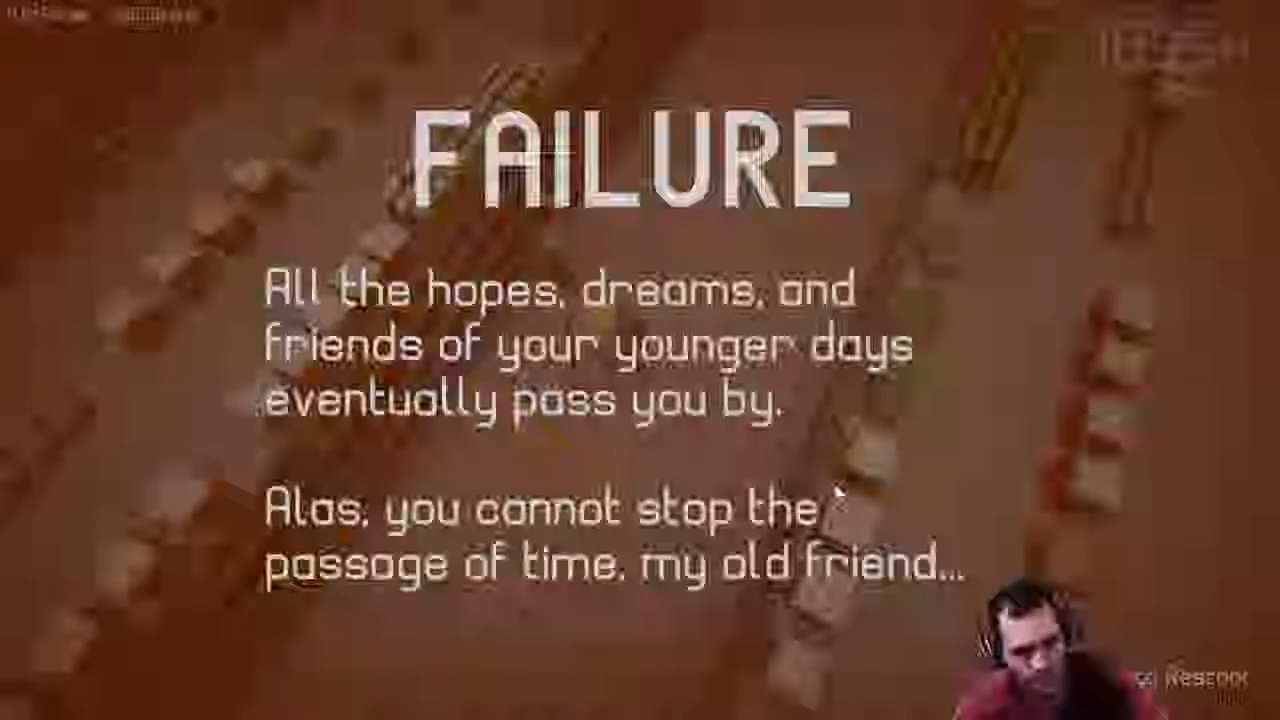 FAILURE
All the hopes, dreams, and
friends of your younger days
eventually pass you by.
Alas, you cannot stop the
passage of time, my old friend...